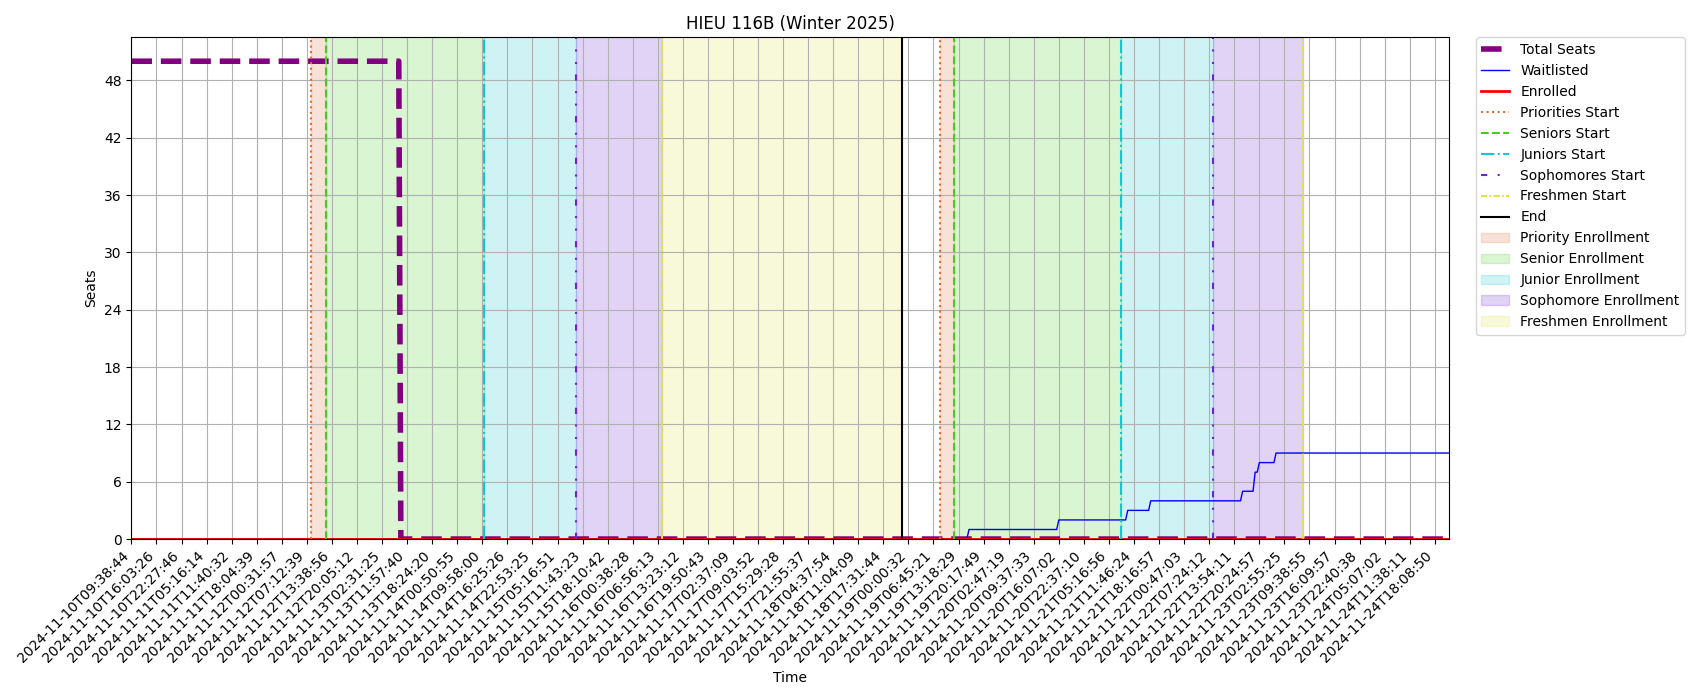 HIEU 116B (Winter 2025)
Total Seats
Waitlisted
Enrolled
Priorities Start
Seniors Start
Juniors Start
Sophomores Start
Freshmen Start
End
Priority Enrollment
Senior Enrollment
Junior Enrollment
Sophomore Enrollment
Freshmen Enrollment
Seats
48
42
36
30
24
18
12
6
0
2024-11-10T09:38:44
2024-11-10T16:03:26
2024-11-10T22:27:46
2024-11-11T05:16:14
2024-11-11T11:40:32
2024-11-11T18:04:39
2024-11-12T00:31:57
2024-11-12T07:12:39
2024-11-12T13:38:56
2024-11-12T20:05:12
2024-11-13T02:31:25
2024-11-13T11:57:40
2024-11-13T18:24:20
2024-11-14T00:50:55
2024-11-14T09:58:00
2024-11-14T16:25:26
2024-11-14T22:53:25
2024-11-15T05:16:51
2024-11-15T11:43:23
2024-11-15T18:10:42
2024-11-16T00:38:28
2024-11-16T06:56:13
2024-11-16T13:23:12
2024-11-16T19:50:43
2024-11-17T02:37:09
2024-11-17T09:03:52
2024-11-17T15:29:28
2024-11-17T21:55:37
2024-11-18T04:37:54
2024-11-18T11:04:09
2024-11-18T17:31:44
2024-11-19T00:00:32
2024-11-19T06:45:21
2024-11-19T13:18:29
2024-11-19T20:17:49
2024-11-20T02:47:19
2024-11-20T09:37:33
2024-11-20T16:07:02
2024-11-20T22:37:10
2024-11-21T05:16:56
2024-11-21T11:46:24
2024-11-21T18:16:57
2024-11-22T00:47:03
2024-11-22T07:24:12
2024-11-22T13:54:11
2024-11-22T20:24:57
2024-11-23T02:55:25
2024-11-23T09:38:55
2024-11-23T16:09:57
2024-11-23T22:40:38
2024-11-24T05:07:02
2024-11-24T11:38:11
2024-11-24T18:08:50
Time